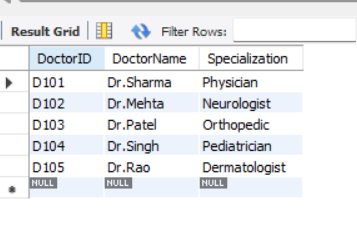 Result Grid Filter Rows:
DoctorID DoctorName Specialization
D101 Dr.Sharma Physician
D102 Dr.Mehta Neurologist
D103 Dr.Patel Orthopedic
D104 Dr.Singh Pediatrician
D105 Dr.Rao Dermatologist
NULL NULL NULL